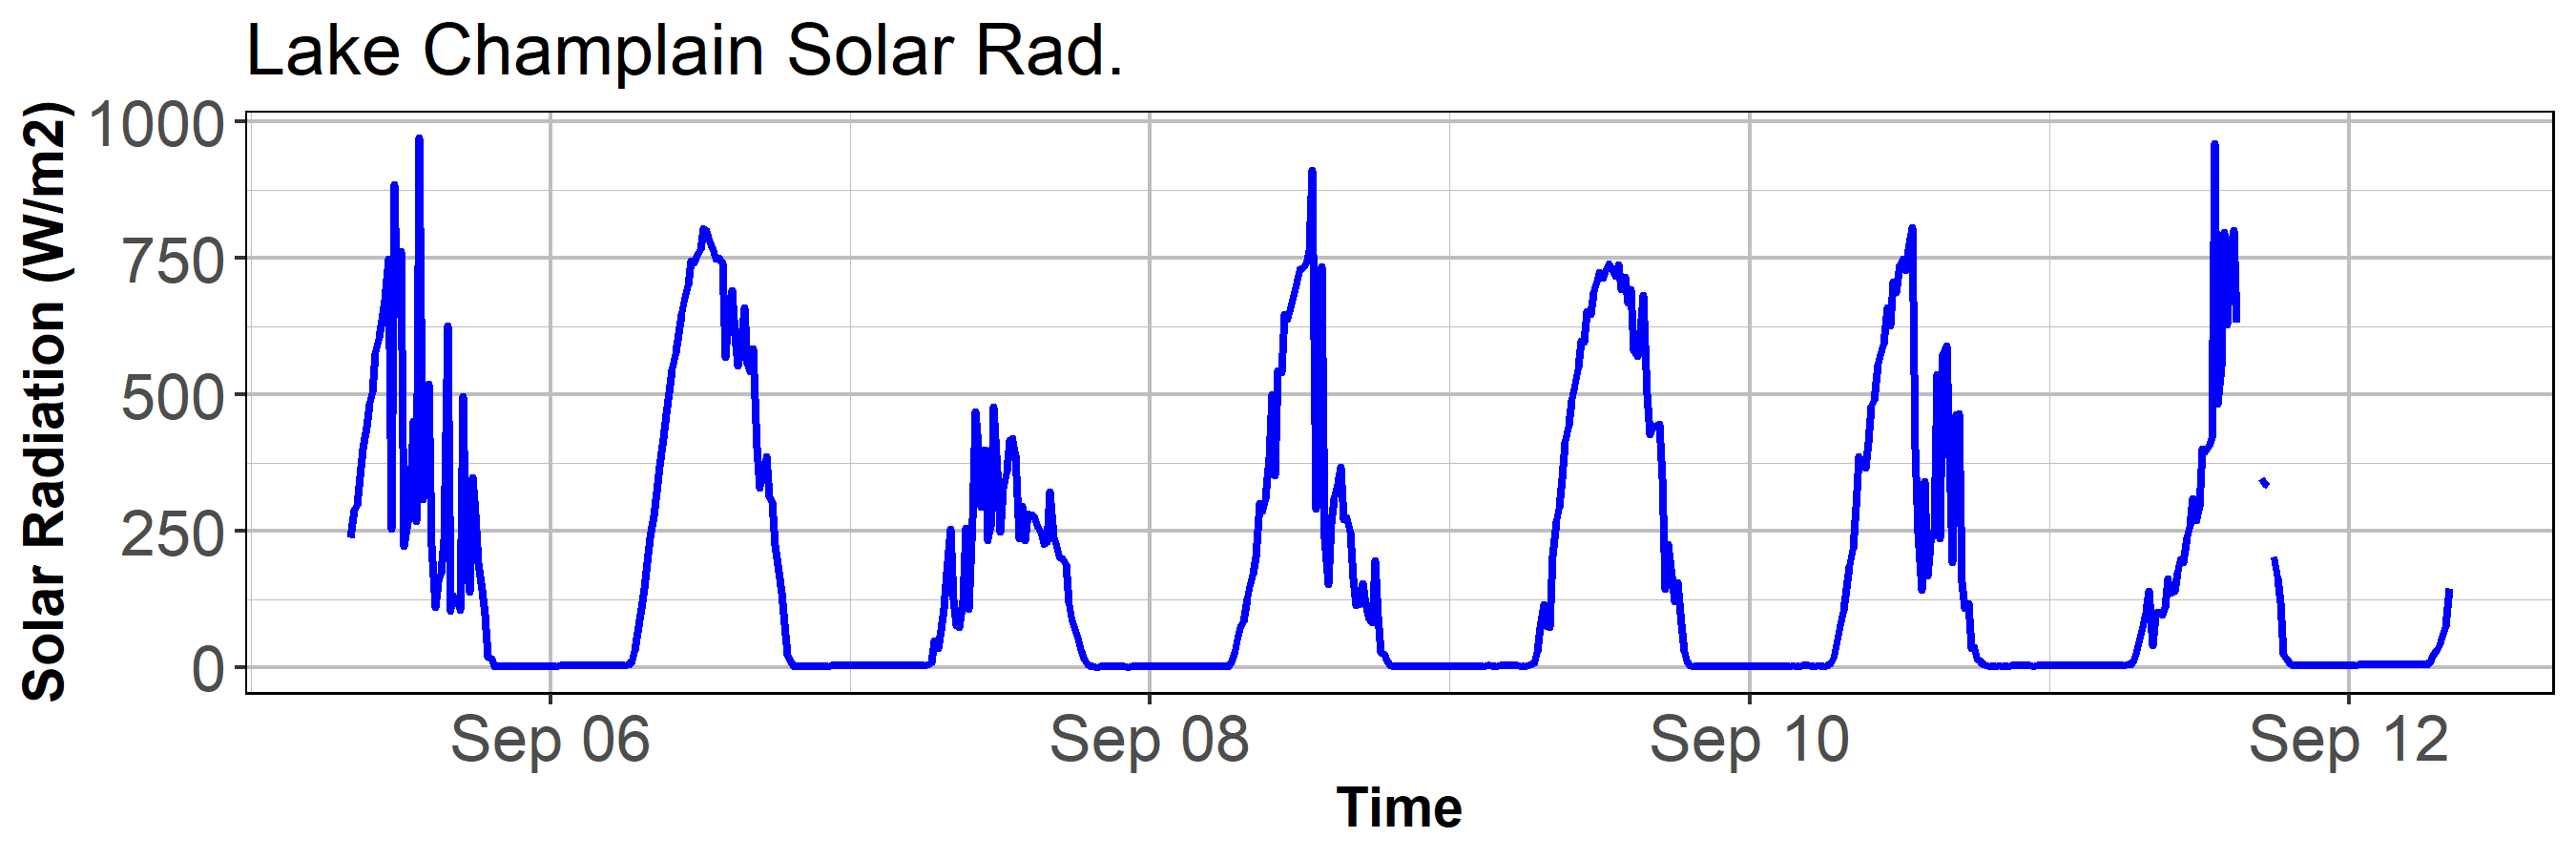 Lake Champlain Solar Rad.
Solar Radiation (W/m2)
1000
750
500
250
0
Sep 06 Sep 08 Sep 10 Sep 12
Time